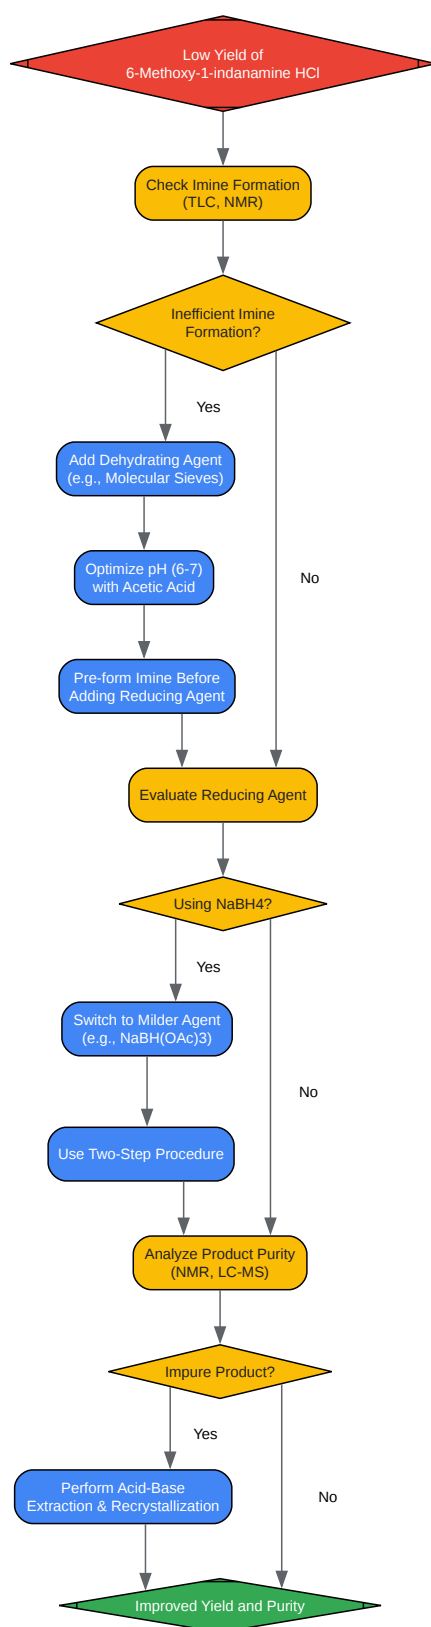 Low Yield of
6-Methoxy-1-indanamine HCl
Check Imine Formation
(TLC, NMR)
Inefficient Imine
Formation?
Yes
Add Dehydrating Agent
(e.g., Molecular Sieves)
Optimize pH (6-7)
with Acetic Acid
No
Pre-form Imine Before
Adding Reducing Agent
Evaluate Reducing Agent
Using NaBH4?
Yes
Switch to Milder Agent
(e.g., NaBH(OAc)3)
No
Use Two-Step Procedure
Analyze Product Purity
(NMR, LC-MS)
Impure Product?
Yes
Perform Acid-Base
Extraction & Recrystallization
No
Improved Yield and Purity